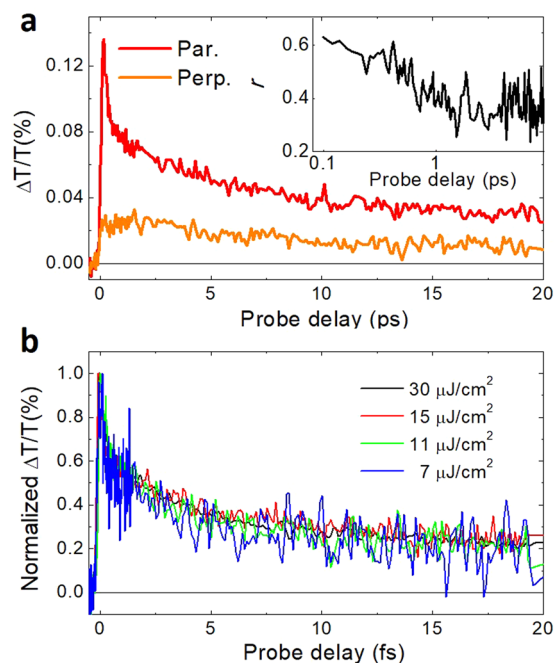 a
Par.
Perp.
ΔT/T(%)
0.12
0.08
0.04
0.00
r
0.6
0.4
0.2
0.1
1
Probe delay (ps)
0
5
10
15
20
Probe delay (ps)
b
Normalized ΔT/T(%)
1.0
0.8
0.6
0.4
0.2
0.0
30 μJ/cm²
15 μJ/cm²
11 μJ/cm²
7 μJ/cm²
0
5
10
15
20
Probe delay (fs)